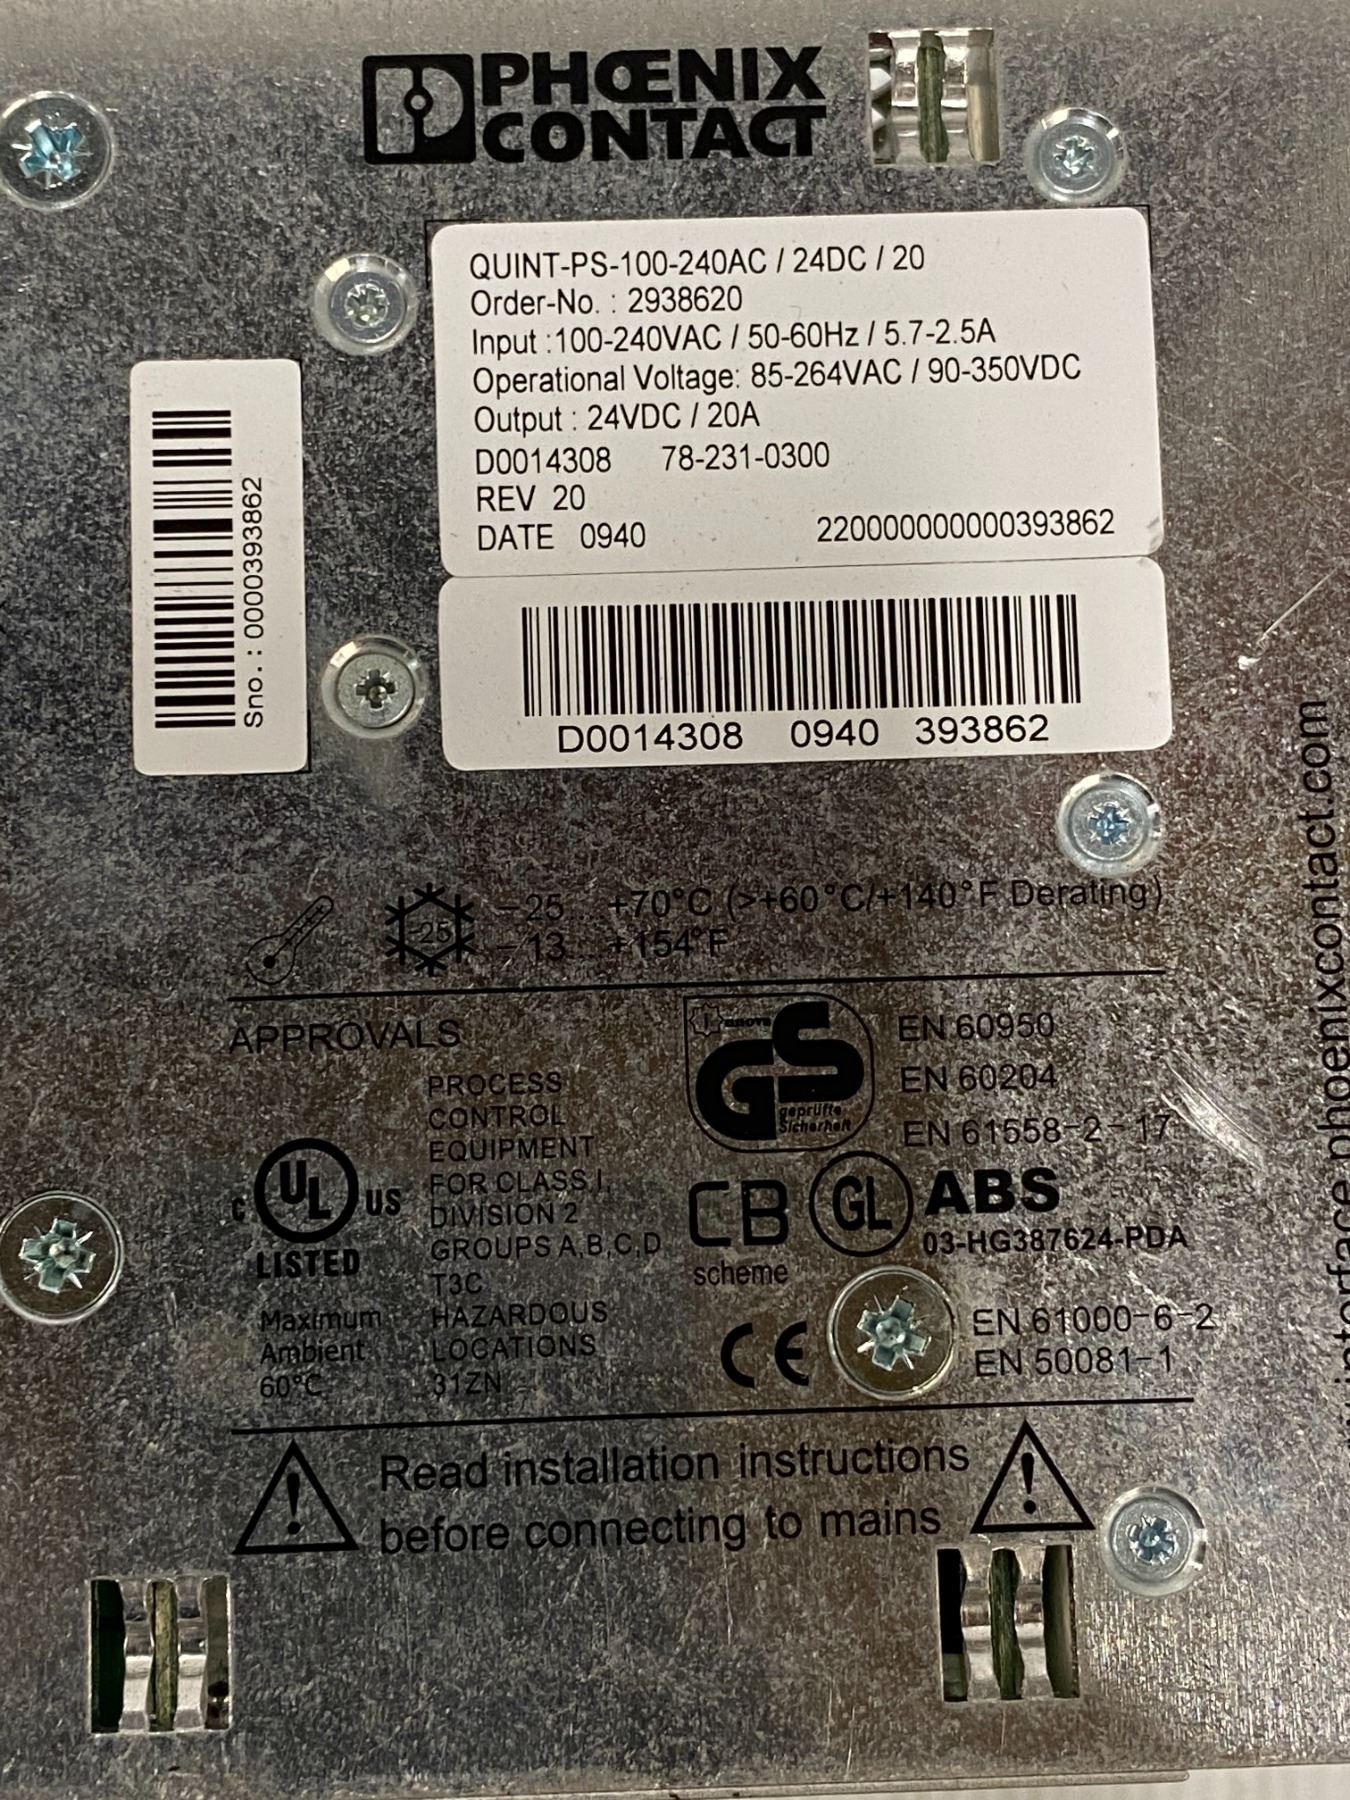 PHOENIX
CONTACT
QUINT-PS-100-240AC / 24DC / 20
Order-No. : 2938620
Input :100-240VAC / 50-60Hz / 5.7-2.5A
Operational Voltage: 85-264VAC / 90-350VDC
Output : 24VDC / 20A
D0014308 78-231-0300
REV 20
DATE 0940 220000000000393862
Sno.: 0000393862
D0014308 0940 393862
-25
-25 ... +70°C (>+60°C/+140°F Derating)
-13 ... +154°F
APPROVALS
PROCESS
CONTROL
EQUIPMENT
FOR CLASS I,
DIVISION 2
GROUPS A,B,C,D
T3C
HAZARDOUS
LOCATIONS
31ZN
C UL US
LISTED
Maximum
Ambient
60°C
GS
geprüfte
Sicherheit
EN 60950
EN 60204
EN 61558-2-17
CB
scheme
GL
ABS
03-HG387624-PDA
CE
EN 61000-6-2
EN 50081-1
Read installation instructions
before connecting to mains
interface.phoenixcontact.com